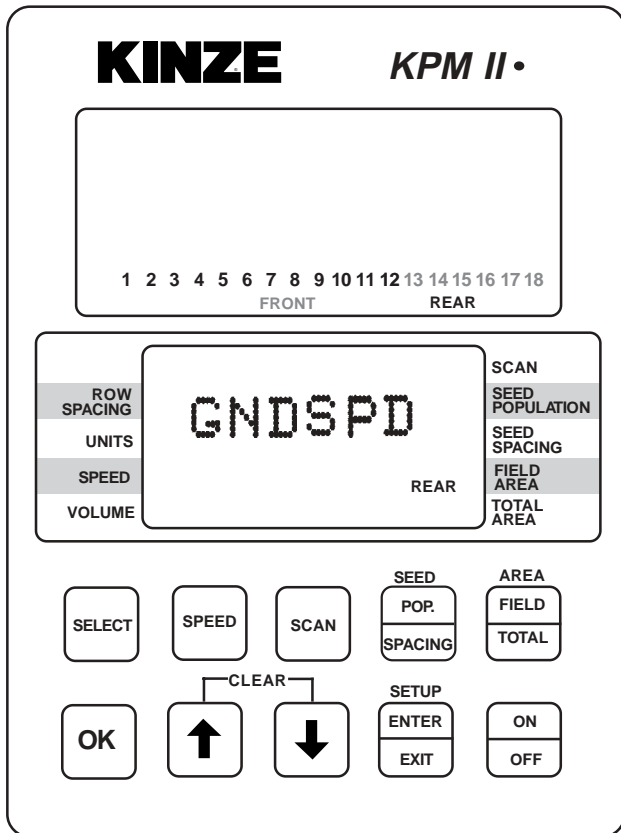 KINZE KPM II •
1 2 3 4 5 6 7 8 9 10 11 12 13 14 15 16 17 18
FRONT REAR
ROW
SPACING
UNITS
SPEED
VOLUME
GNDSPD
REAR
SCAN
SEED
POPULATION
SEED
SPACING
FIELD
AREA
TOTAL
AREA
SELECT
SPEED
SCAN
SEED
POP.
SPACING
AREA
FIELD
TOTAL
OK
CLEAR
SETUP
ENTER
EXIT
ON
OFF